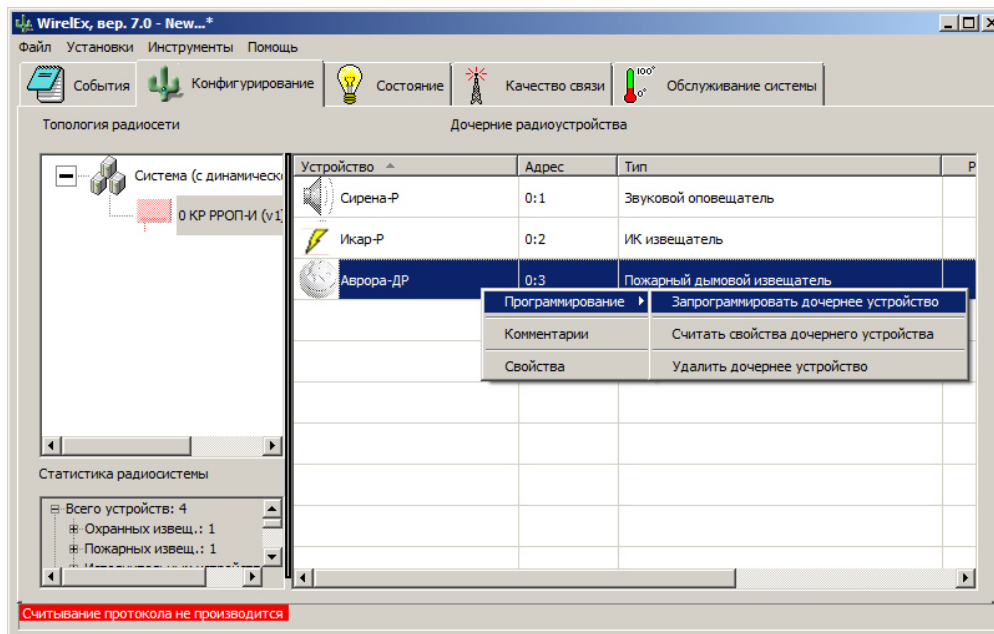 WirelEx, вер. 7.0 - New...*
Файл Установки Инструменты Помощь
События Конфигурирование Состояние Качество связи 100° 0° Обслуживание системы
Топология радиосети Дочерние радиоустройства
Система (с динамическ
0 КР РРОП-И (v1)
Устройство Адрес Тип Р
Сирена-Р 0:1 Звуковой оповещатель
Икар-Р 0:2 ИК извещатель
Аврора-ДР 0:3 Пожарный дымовой извещатель
Программирование Запрограммировать дочернее устройство
Комментарии Считать свойства дочернего устройства
Свойства Удалить дочернее устройство
Статистика радиосистемы
Всего устройств: 4
Охранных извещ.: 1
Пожарных извещ.: 1
Считывание протокола не производится